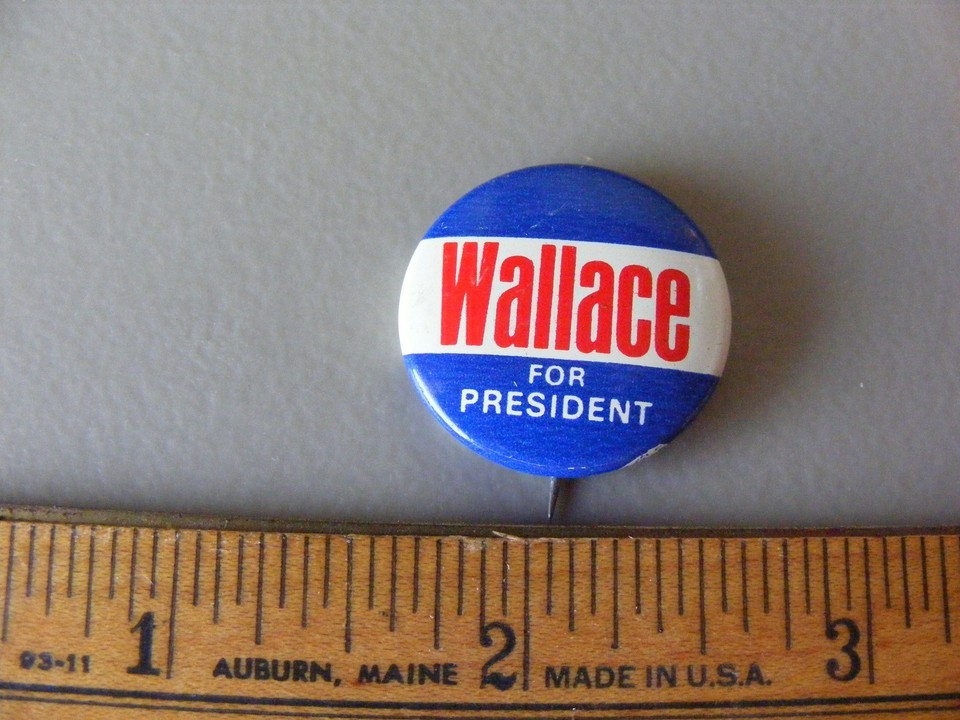 Wallace
FOR
PRESIDENT
1 2 3
93-11 AUBURN, MAINE MADE IN U.S.A.